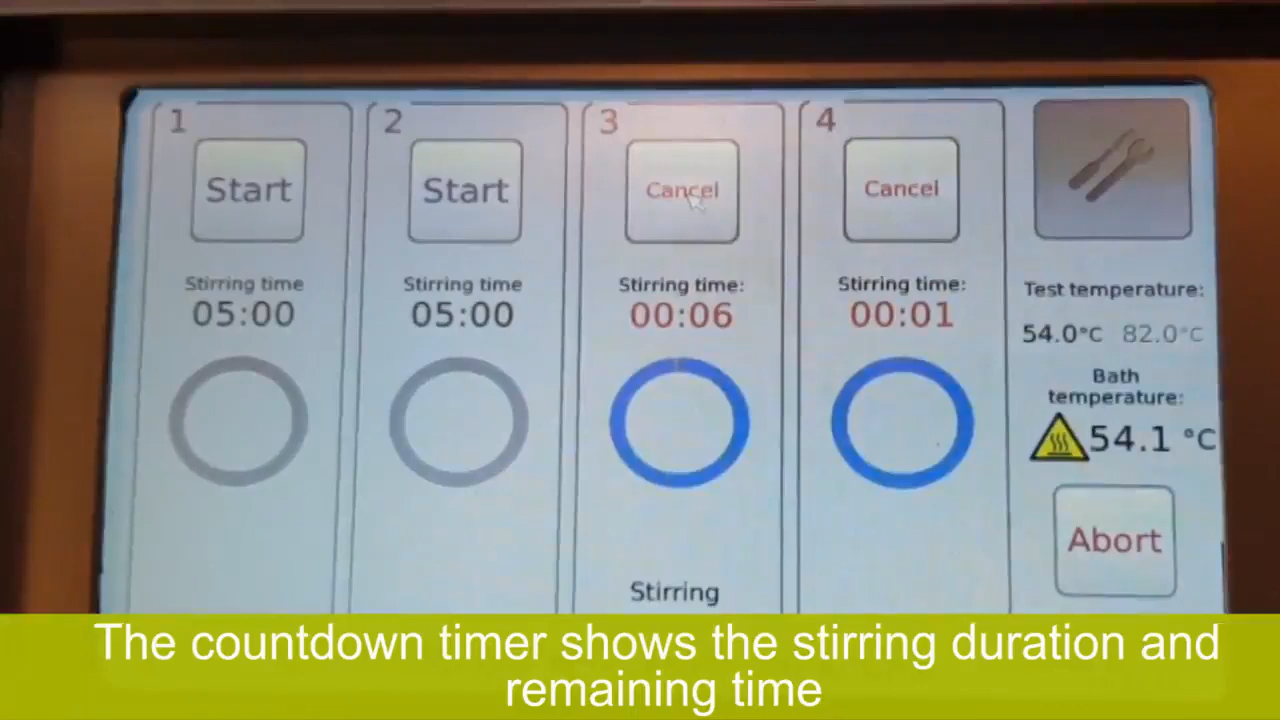 1
Start
Stirring time
05:00
2
Start
Stirring time
05:00
3
Cancel
Stirring time:
00:06
Stirring
4
Cancel
Stirring time:
00:01
Test temperature:
54.0°C 82.0°C
Bath
temperature:
54.1 °C
Abort
The countdown timer shows the stirring duration and
remaining time